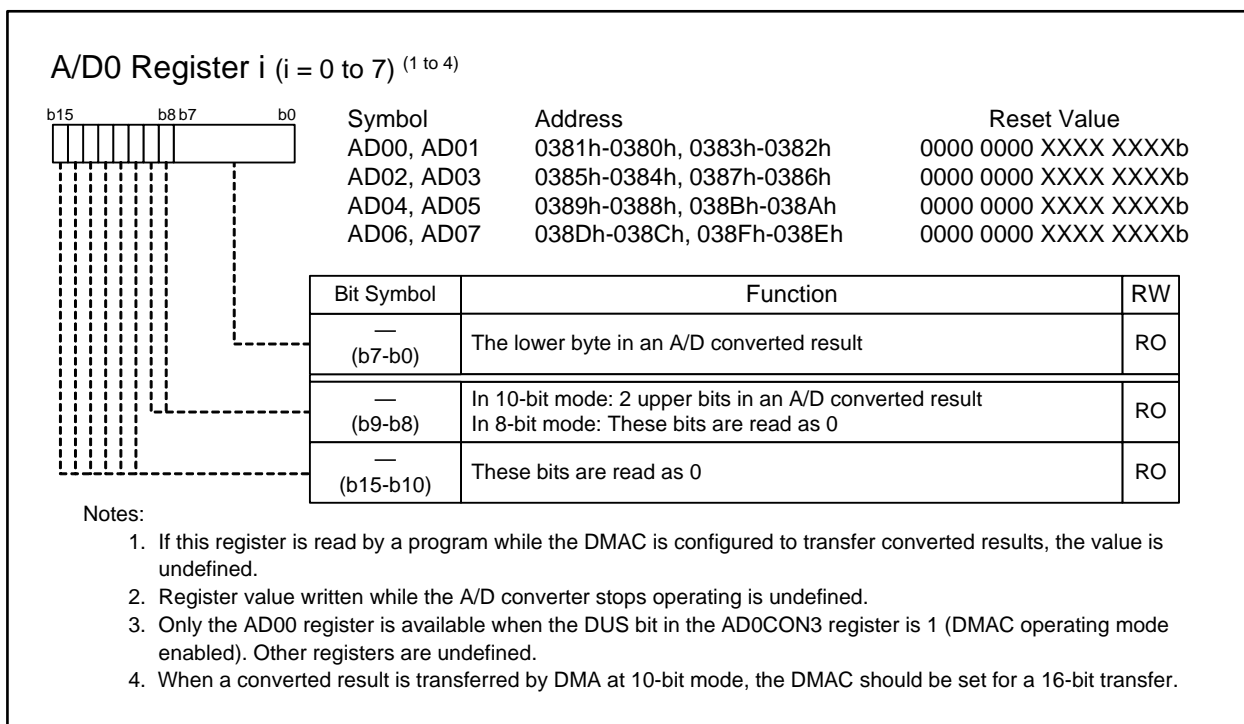 A/D0 Register i (i = 0 to 7) (1 to 4)
b15 b8 b7 b0
Symbol Address Reset Value
AD00, AD01 0381h-0380h, 0383h-0382h 0000 0000 XXXX XXXXb
AD02, AD03 0385h-0384h, 0387h-0386h 0000 0000 XXXX XXXXb
AD04, AD05 0389h-0388h, 038Bh-038Ah 0000 0000 XXXX XXXXb
AD06, AD07 038Dh-038Ch, 038Fh-038Eh 0000 0000 XXXX XXXXb
Bit Symbol Function RW
—
(b7-b0) The lower byte in an A/D converted result RO
—
(b9-b8) In 10-bit mode: 2 upper bits in an A/D converted result
In 8-bit mode: These bits are read as 0 RO
—
(b15-b10) These bits are read as 0 RO
Notes:
1. If this register is read by a program while the DMAC is configured to transfer converted results, the value is
undefined.
2. Register value written while the A/D converter stops operating is undefined.
3. Only the AD00 register is available when the DUS bit in the AD0CON3 register is 1 (DMAC operating mode
enabled). Other registers are undefined.
4. When a converted result is transferred by DMA at 10-bit mode, the DMAC should be set for a 16-bit transfer.